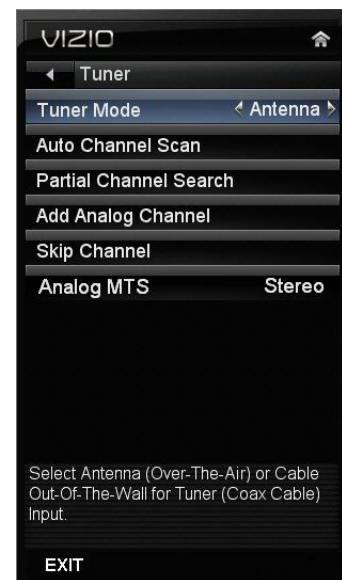 VIZIO
Tuner
Tuner Mode Antenna
Auto Channel Scan
Partial Channel Search
Add Analog Channel
Skip Channel
Analog MTS Stereo
Select Antenna (Over-The-Air) or Cable
Out-Of-The-Wall for Tuner (Coax Cable)
Input.
EXIT